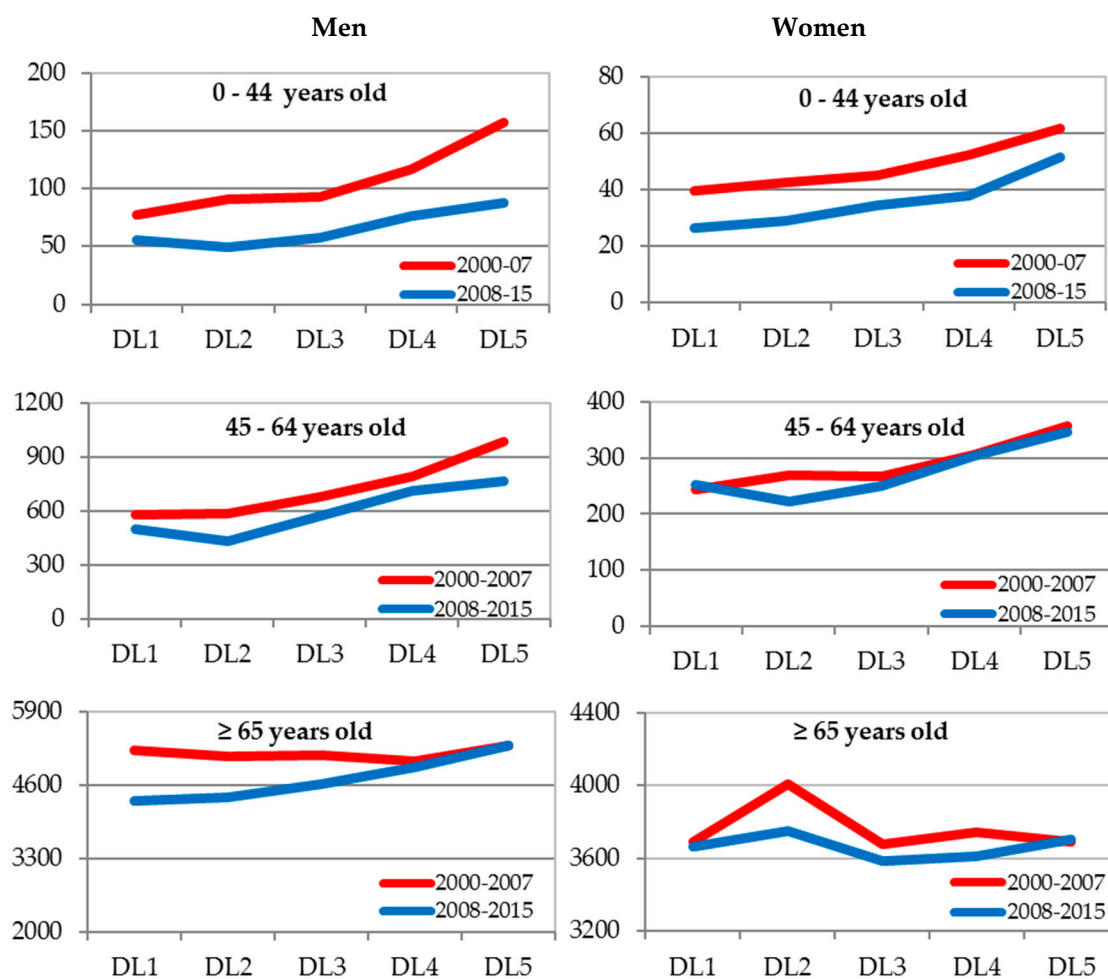 Men
0 - 44  years old
200
150
100
50
0
2000-07
2008-15
DL1 DL2 DL3 DL4 DL5
45 - 64 years old
1200
900
600
300
0
2000-2007
2008-2015
DL1 DL2 DL3 DL4 DL5
≥ 65 years old
5900
4600
3300
2000
2000-2007
2008-2015
DL1 DL2 DL3 DL4 DL5
Women
0 - 44 years old
80
60
40
20
0
2000-07
2008-15
DL1 DL2 DL3 DL4 DL5
45 - 64 years old
400
300
200
100
0
2000-2007
2008-2015
DL1 DL2 DL3 DL4 DL5
≥ 65 years old
4400
4000
3600
3200
2000-2007
2008-2015
DL1 DL2 DL3 DL4 DL5